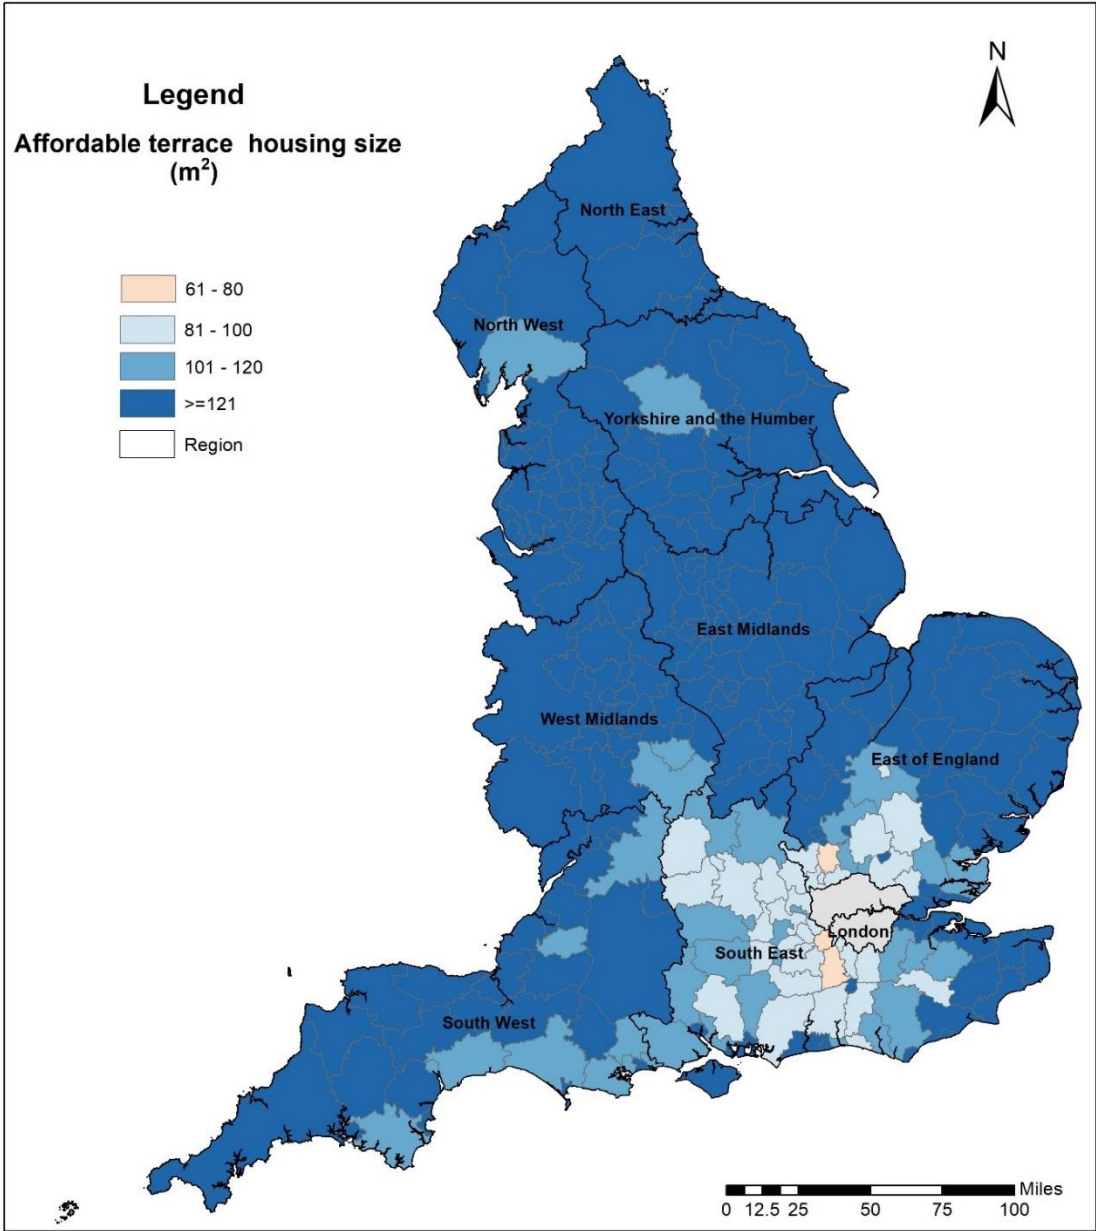 N
Legend
Affordable terrace housing size
(m²)
61 - 80
81 - 100
101 - 120
>=121
Region
North East
North West
Yorkshire and the Humber
East Midlands
West Midlands
East of England
London
South East
South West
Miles
0 12.5 25 50 75 100